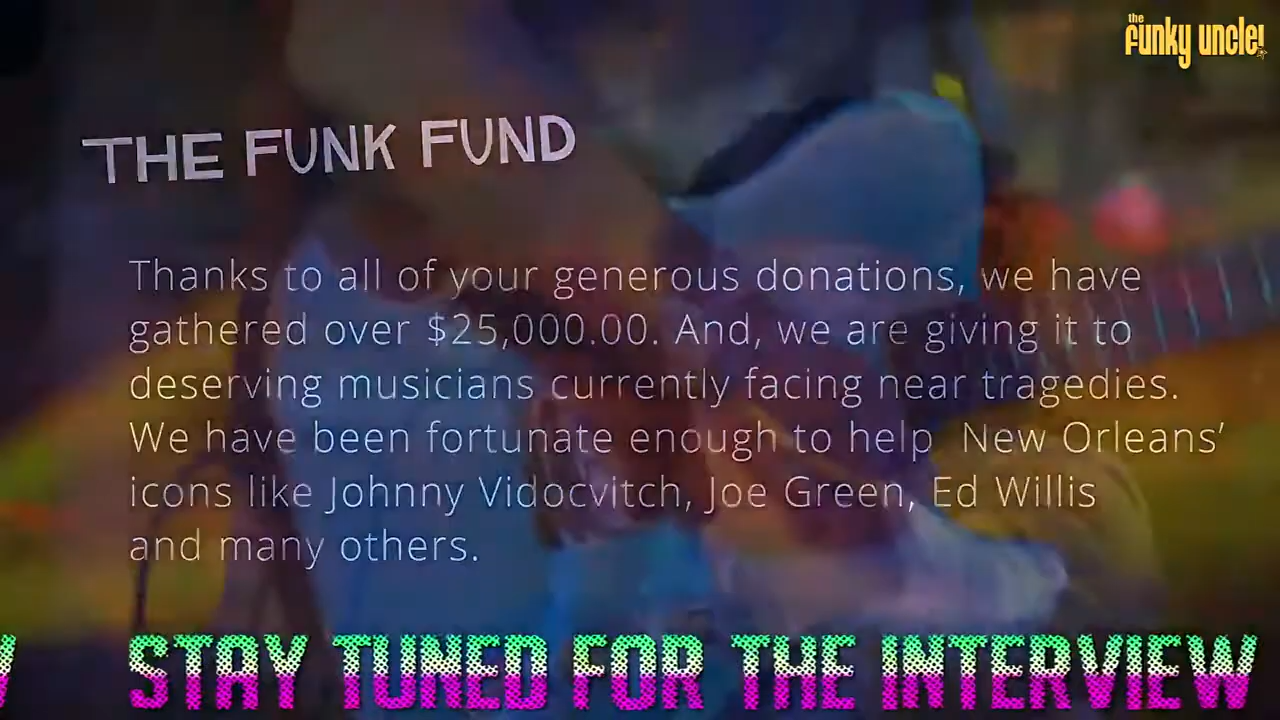 the
funky uncle!
THE FUNK FUND
Thanks to all of your generous donations, we have
gathered over $25,000.00. And, we are giving it to
deserving musicians currently facing near tragedies.
We have been fortunate enough to help New Orleans’
icons like Johnny Vidocvitch, Joe Green, Ed Willis
and many others.
STAY TUNED FOR THE INTERVIEW